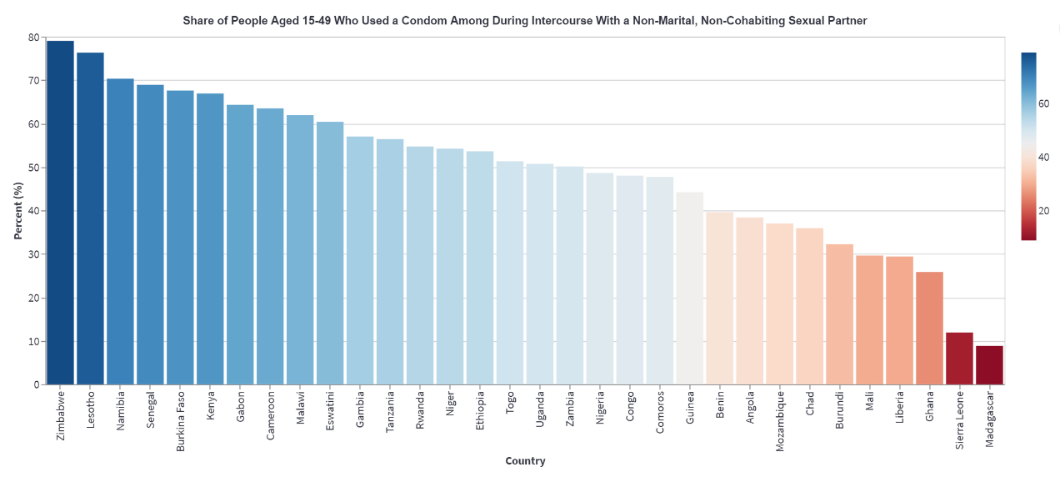 Share of People Aged 15-49 Who Used a Condom Among During Intercourse With a Non-Marital, Non-Cohabiting Sexual Partner
80
70
60
50
40
30
20
10
0
Percent (%)
Zimbabwe
Lesotho
Namibia
Senegal
Burkina Faso
Kenya
Gabon
Cameroon
Malawi
Eswatini
Gambia
Tanzania
Rwanda
Niger
Ethiopia
Togo
Uganda
Zambia
Nigeria
Congo
Comoros
Guinea
Benin
Angola
Mozambique
Chad
Burundi
Mali
Liberia
Ghana
Sierra Leone
Madagascar
Country
60
40
20